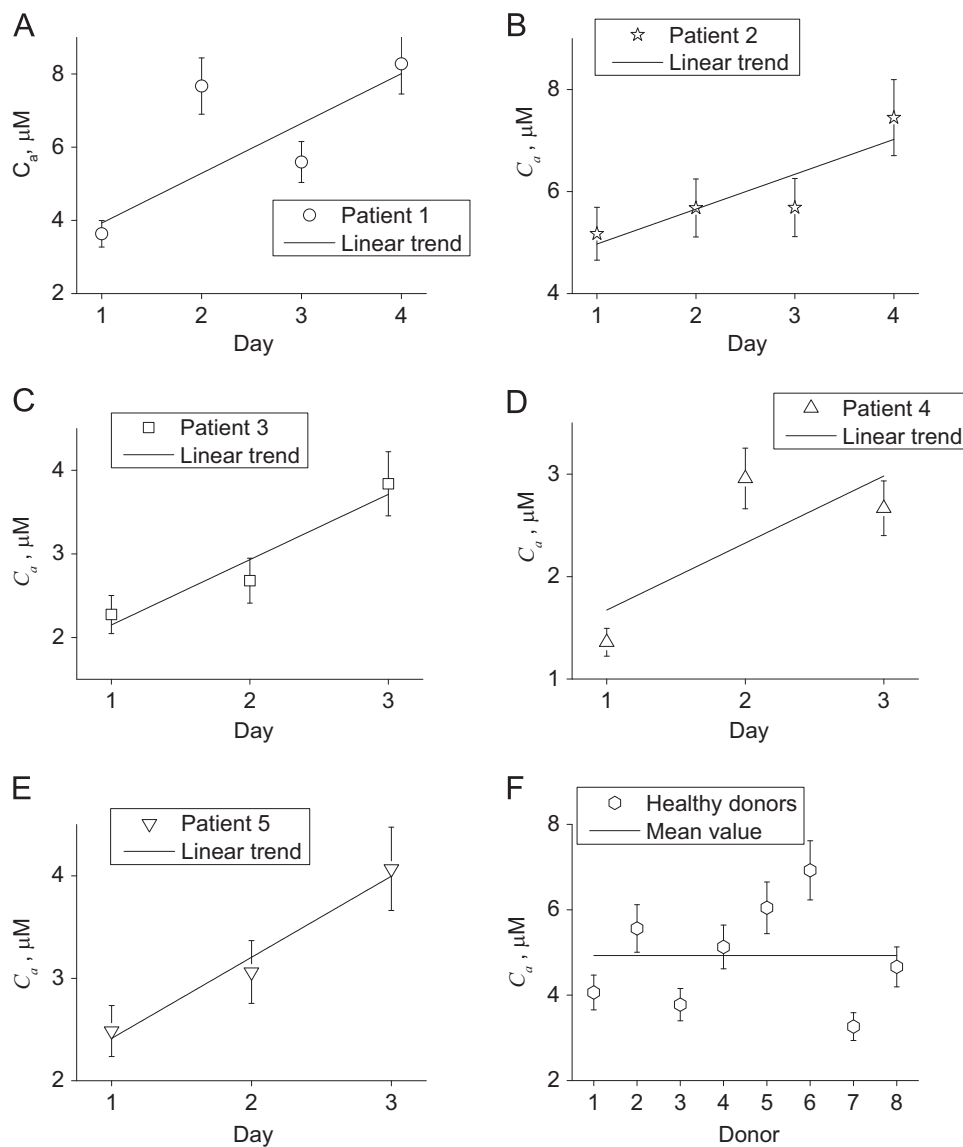 A
8
6
4
2
Cₐ, μM
Patient 1
Linear trend
1 2 3 4
Day
B
Patient 2
Linear trend
8
6
4
Cₐ , μM
1 2 3 4
Day
C
Patient 3
Linear trend
4
3
2
Cₐ , μM
1 2 3
Day
D
Patient 4
Linear trend
3
2
1
Cₐ , μM
1 2 3
Day
E
Patient 5
Linear trend
4
3
2
Cₐ , μM
1 2 3
Day
F
Healthy donors
Mean value
8
6
4
2
Cₐ , μM
1 2 3 4 5 6 7 8
Donor